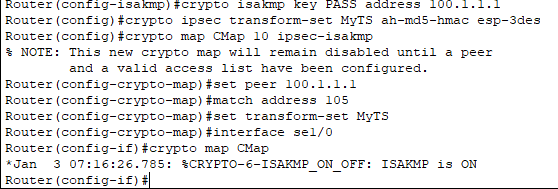 Router(config-isakmp)#crypto isakmp key PASS address 100.1.1.1
Router(config)#crypto ipsec transform-set MyTS ah-md5-hmac esp-3des
Router(config)#crypto map CMap 10 ipsec-isakmp
% NOTE: This new crypto map will remain disabled until a peer
and a valid access list have been configured.
Router(config-crypto-map)#set peer 100.1.1.1
Router(config-crypto-map)#match address 105
Router(config-crypto-map)#set transform-set MyTS
Router(config-crypto-map)#interface se1/0
Router(config-if)#crypto map CMap
*Jan 3 07:16:26.785: %CRYPTO-6-ISAKMP_ON_OFF: ISAKMP is ON
Router(config-if)#